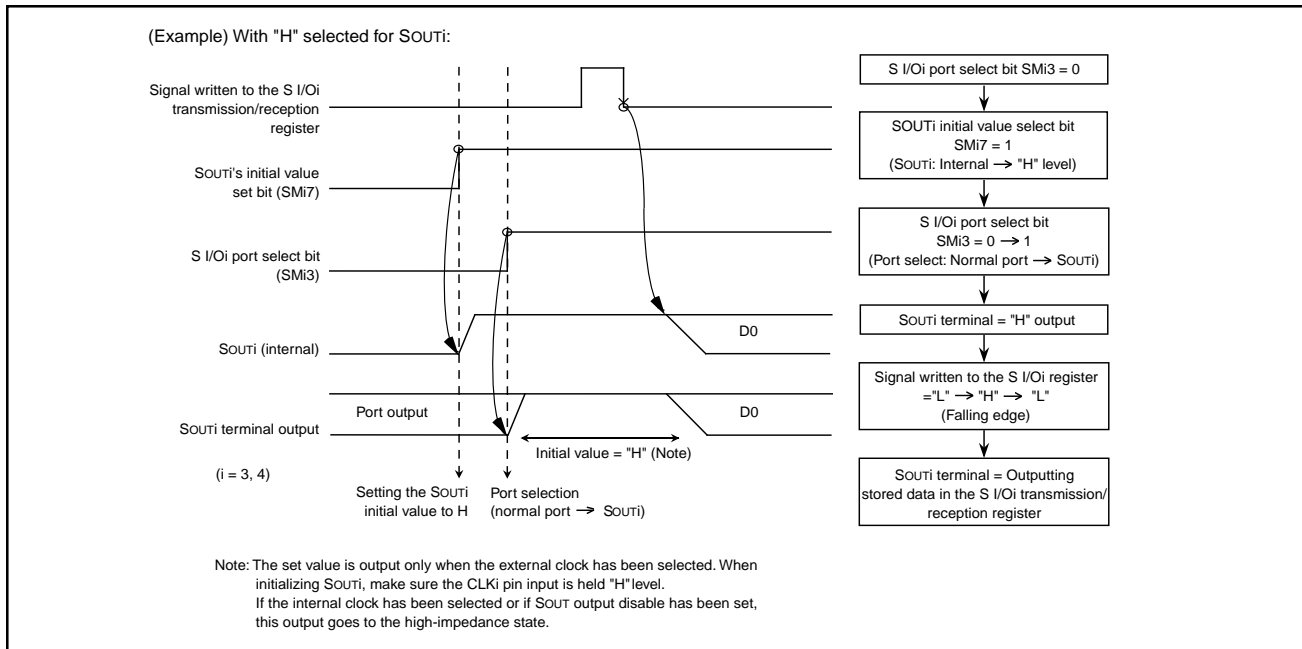 (Example) With "H" selected for SOUTi:
Signal written to the S I/Oi
transmission/reception
register
SOUTi's initial value
set bit (SMi7)
S I/Oi port select bit
(SMi3)
SOUTi (internal)
D0
Port output
D0
SOUTi terminal output
Initial value = "H" (Note)
(i = 3, 4)
Setting the SOUTi
initial value to H
Port selection
(normal port → SOUTi)
S I/Oi port select bit SMi3 = 0
SOUTi initial value select bit
SMi7 = 1
(SOUTi: Internal → "H" level)
S I/Oi port select bit
SMi3 = 0 → 1
(Port select: Normal port → SOUTi)
SOUTi terminal = "H" output
Signal written to the S I/Oi register
="L" → "H" → "L"
(Falling edge)
SOUTi terminal = Outputting
stored data in the S I/Oi transmission/
reception register
Note: The set value is output only when the external clock has been selected. When
initializing SOUTi, make sure the CLKi pin input is held "H" level.
If the internal clock has been selected or if SOUT output disable has been set,
this output goes to the high-impedance state.